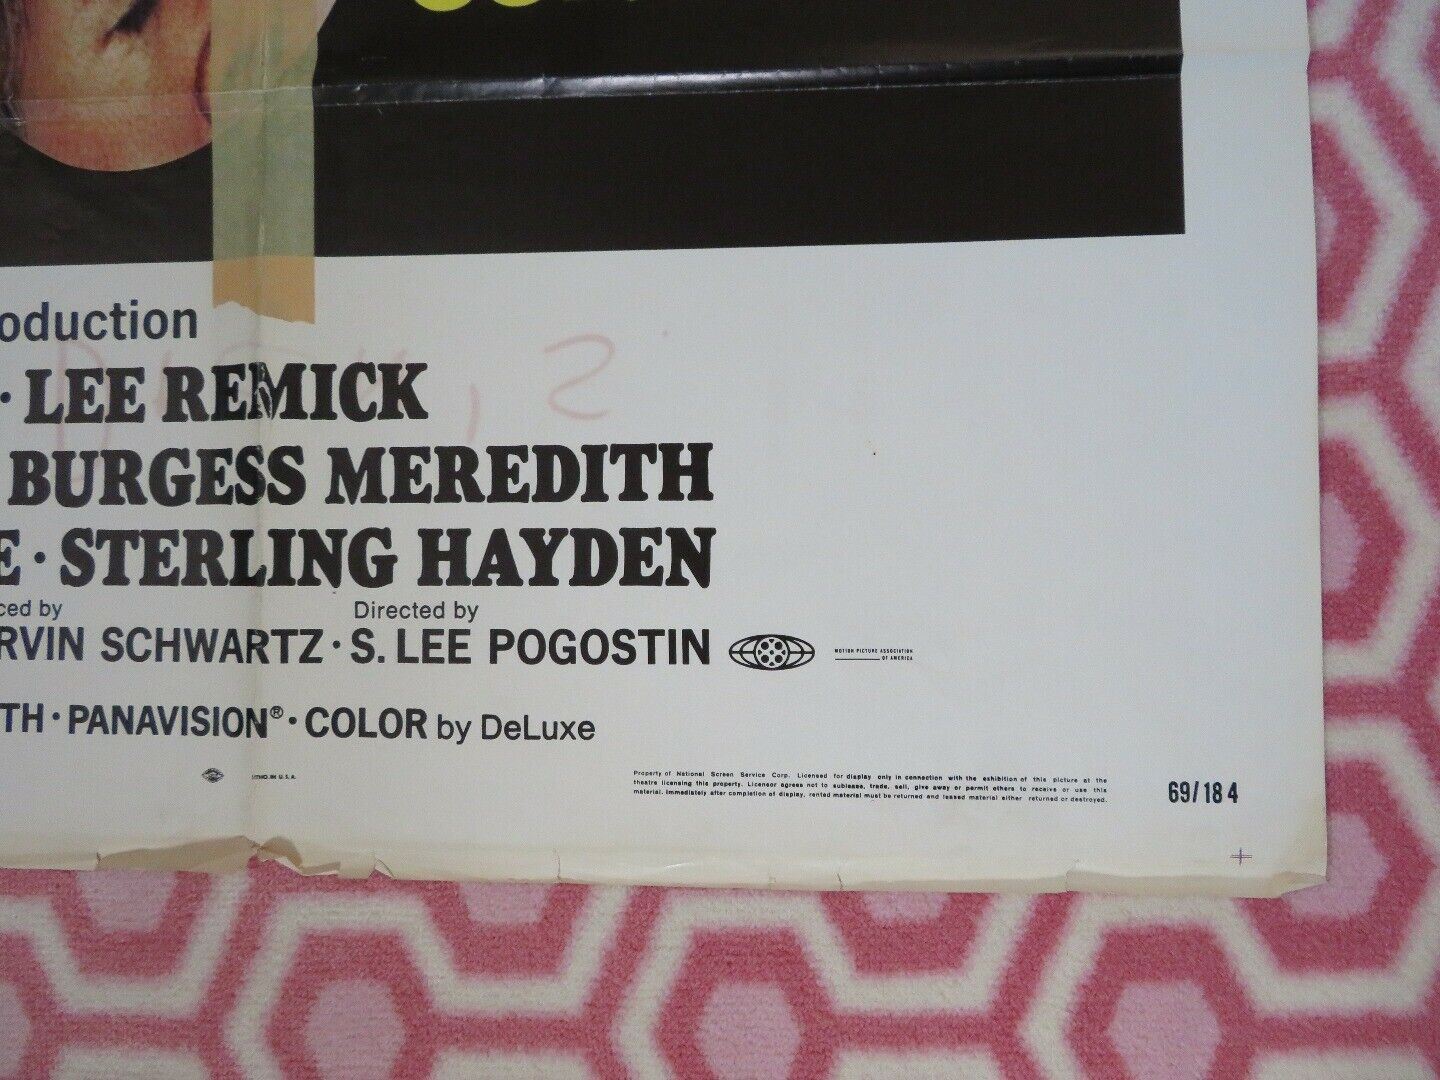 oduction
· LEE REMICK
BURGESS MEREDITH
E · STERLING HAYDEN
ced by Directed by
RVIN SCHWARTZ · S. LEE POGOSTIN
MOTION PICTURE ASSOCIATION
OF AMERICA
TH · PANAVISION® · COLOR by DeLuxe
LITHO. IN U.S.A.
Property of National Screen Service Corp. Licensed for display only in connection with the exhibition of this picture at the
theatre licensing this property. Licensor agrees not to sublease, trade, sell, give away or permit others to receive or use this
material. Immediately after completion of display, rented material must be returned and leased material either returned or destroyed.
69/184